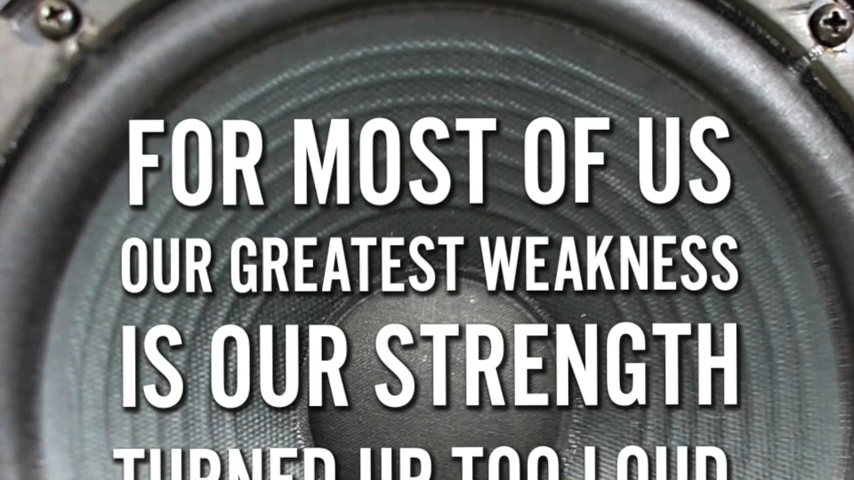 FOR MOST OF US
OUR GREATEST WEAKNESS
IS OUR STRENGTH
TURNED UP TOO LOUD